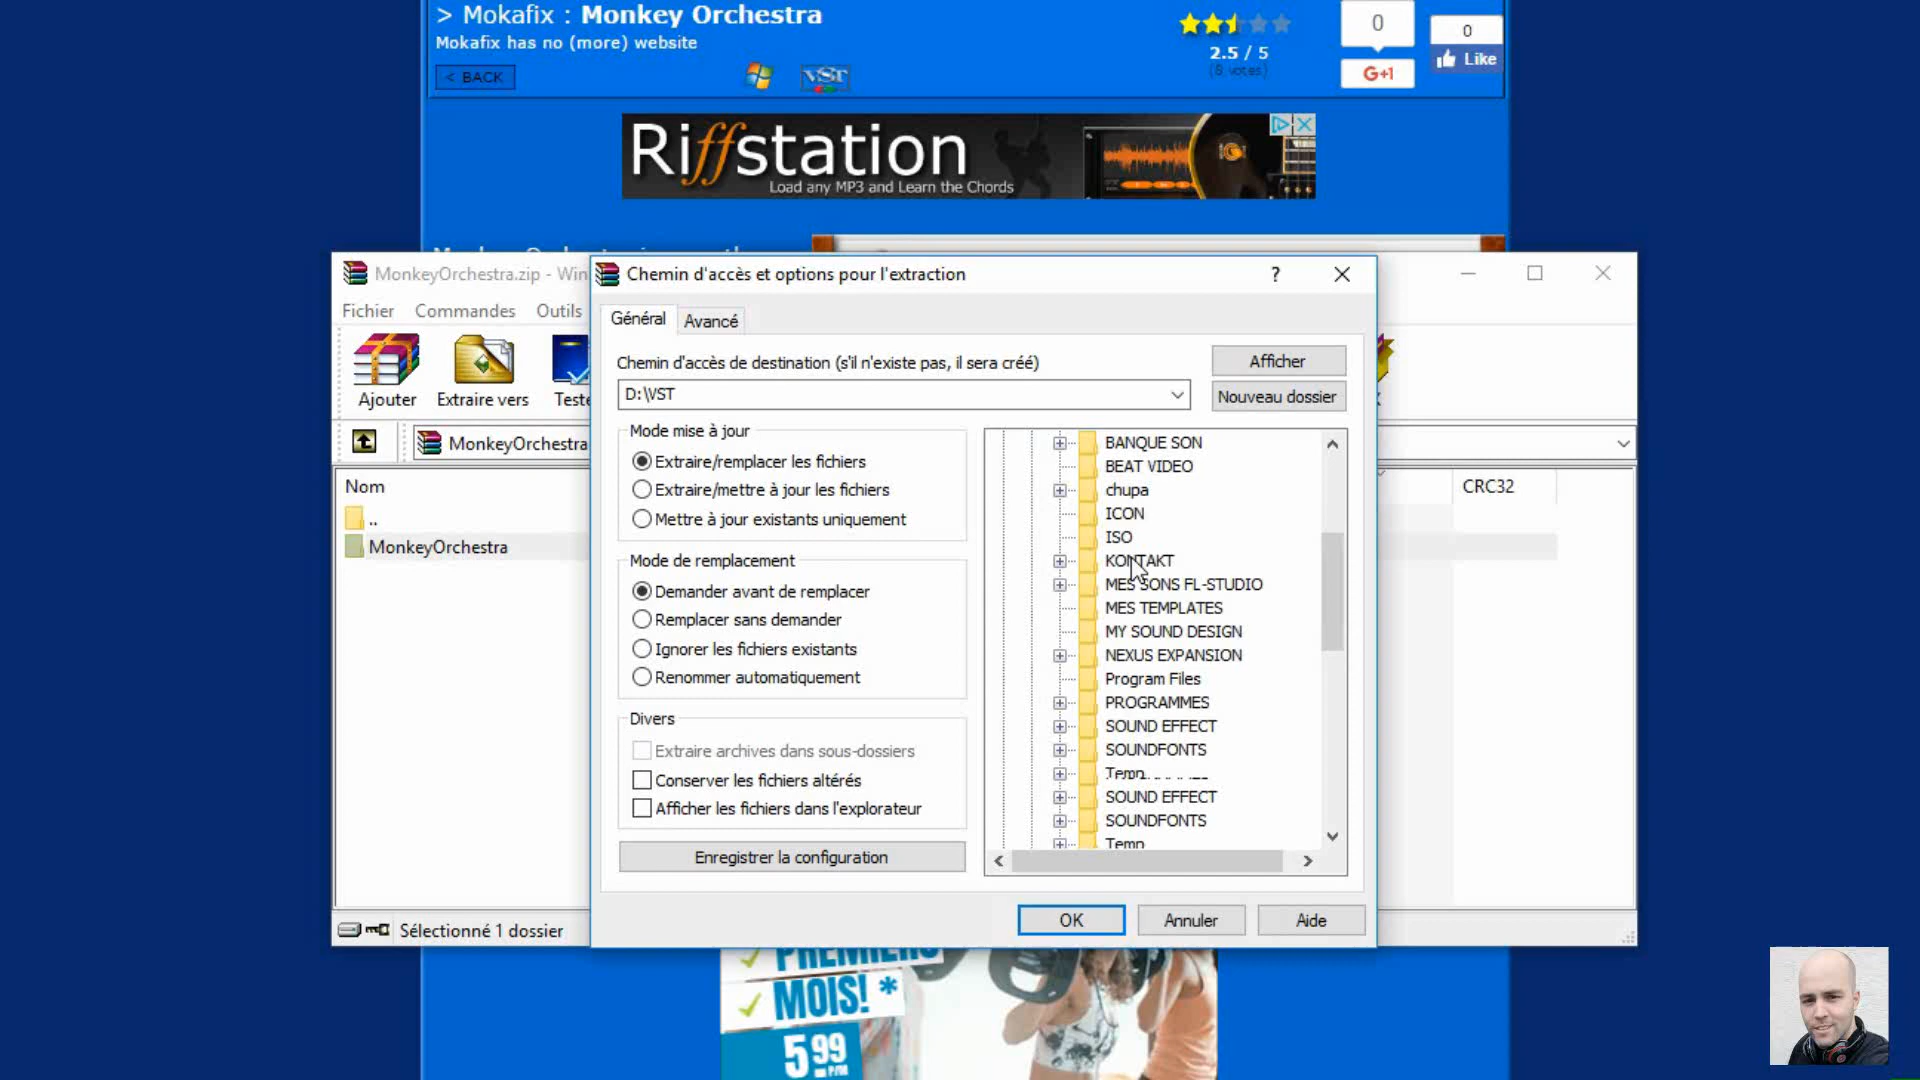 > Mokafix : Monkey Orchestra
Mokafix has no (more) website
< BACK
VST
2.5 / 5
(8 votes)
0
G+1
0
Like
Riffstation
Load any MP3 and Learn the Chords
MonkeyOrchestra.zip - Win
Fichier Commandes Outils
Ajouter
Extraire vers
Teste
MonkeyOrchestra
Nom
CRC32
..
MonkeyOrchestra
Sélectionné 1 dossier
Chemin d'accès et options pour l'extraction
?
Général
Avancé
Chemin d'accès de destination (s'il n'existe pas, il sera créé)
D:\VST
Afficher
Nouveau dossier
Mode mise à jour
Extraire/remplacer les fichiers
Extraire/mettre à jour les fichiers
Mettre à jour existants uniquement
Mode de remplacement
Demander avant de remplacer
Remplacer sans demander
Ignorer les fichiers existants
Renommer automatiquement
Divers
Extraire archives dans sous-dossiers
Conserver les fichiers altérés
Afficher les fichiers dans l'explorateur
Enregistrer la configuration
BANQUE SON
BEAT VIDEO
chupa
ICON
ISO
KONTAKT
MES SONS FL-STUDIO
MES TEMPLATES
MY SOUND DESIGN
NEXUS EXPANSION
Program Files
PROGRAMMES
SOUND EFFECT
SOUNDFONTS
Temp
SOUND EFFECT
SOUNDFONTS
Temp
OK
Annuler
Aide
PREMIERS
MOIS! *
5.99